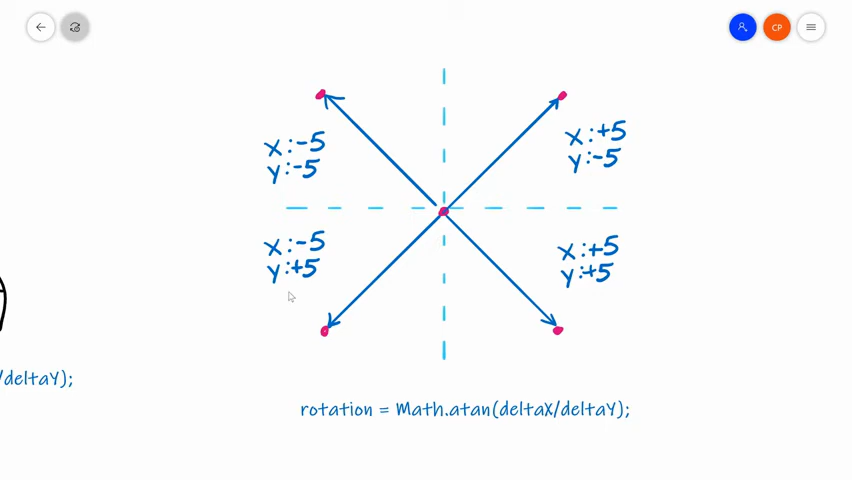 CP
x:-5
y:-5
x:+5
y:-5
x:-5
y:+5
x:+5
y:+5
/deltaY);
rotation = Math.atan(deltaX/deltaY);